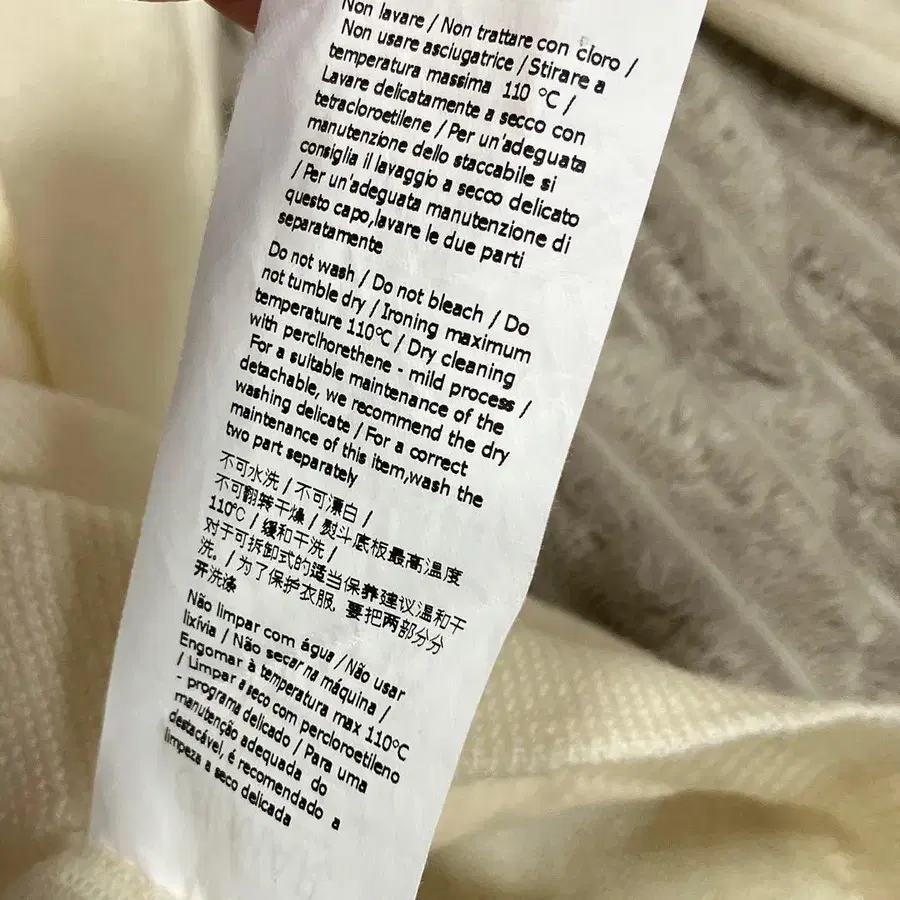 Non lavare / Non trattare con cloro /
Non usare asciugatrice / Stirare a
temperatura massima 110 °C /
Lavare delicatamente a secco con
tetracloroetilene / Per un'adeguata
manutenzione dello staccabile si
consiglia il lavaggio a secco delicato
/ Per un'adeguata manutenzione di
questo capo,lavare le due parti
separatamente
Do not wash / Do not bleach / Do
not tumble dry / Ironing maximum
temperature 110°C / Dry cleaning
with perclhorethene - mild process /
For a suitable maintenance of the
detachable, we recommend the dry
washing delicate / For a correct
maintenance of this item,wash the
two part separately
不可水洗 / 不可漂白 /
不可翻转干燥 / 熨斗底板最高温度
110°C / 缓和干洗 /
对于可拆卸式的适当保养建议温和干
洗. / 为了保护衣服, 要把两部分分
开洗涤
Não limpar com água / Não usar
lixívia / Não secar na máquina /
Engomar à temperatura max 110°C
/ Limpar a seco com percloroetileno
- programa delicado / Para uma
manutenção adequada do
destacável, é recomendado a
limpeza a seco delicada